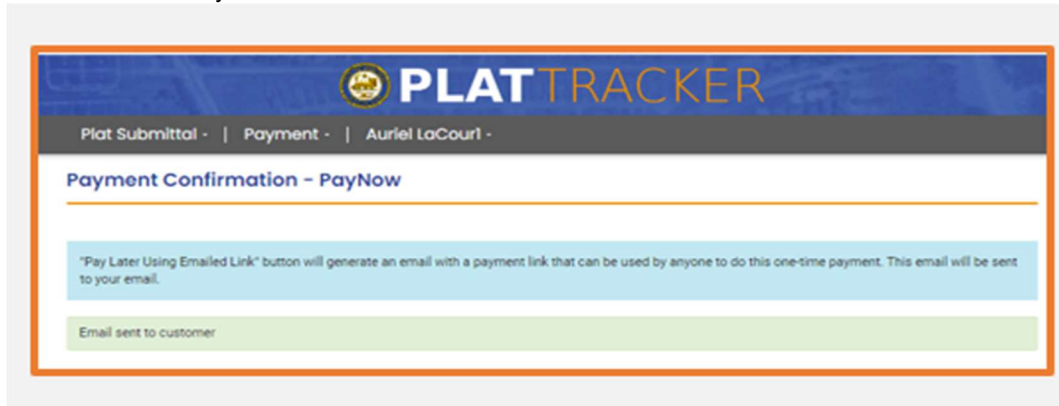 PLATTRACKER
Plat Submittal - | Payment - | Auriel LaCour1 -
Payment Confirmation - PayNow
"Pay Later Using Emailed Link" button will generate an email with a payment link that can be used by anyone to do this one-time payment. This email will be sent
to your email.
Email sent to customer